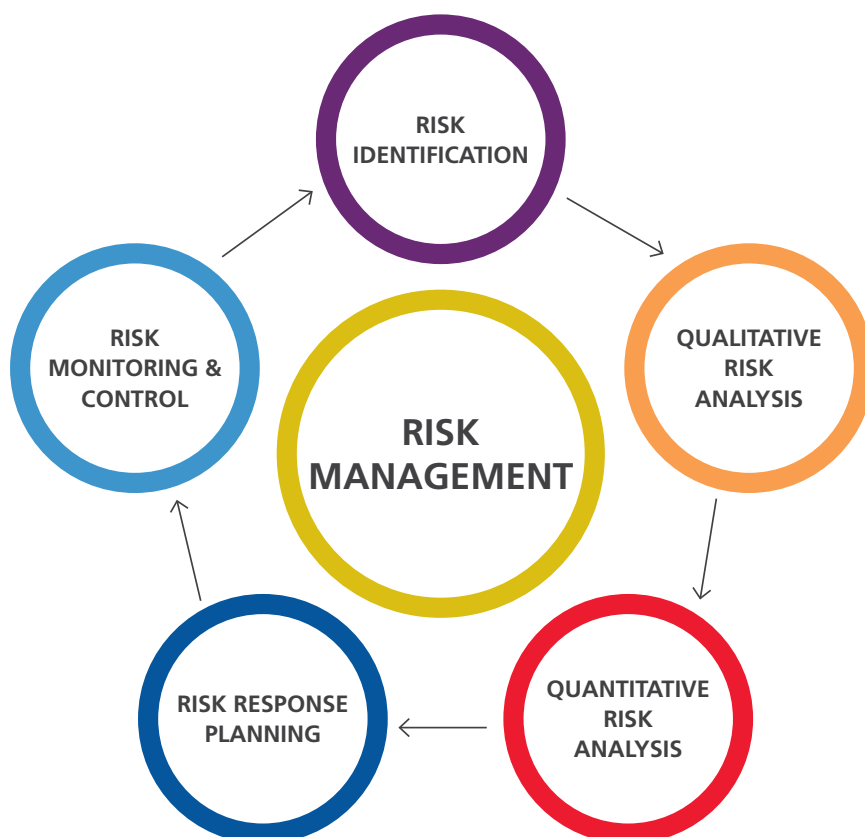 RISK
IDENTIFICATION
QUALITATIVE
RISK
ANALYSIS
QUANTITATIVE
RISK
ANALYSIS
RISK RESPONSE
PLANNING
RISK
MONITORING &
CONTROL
RISK
MANAGEMENT